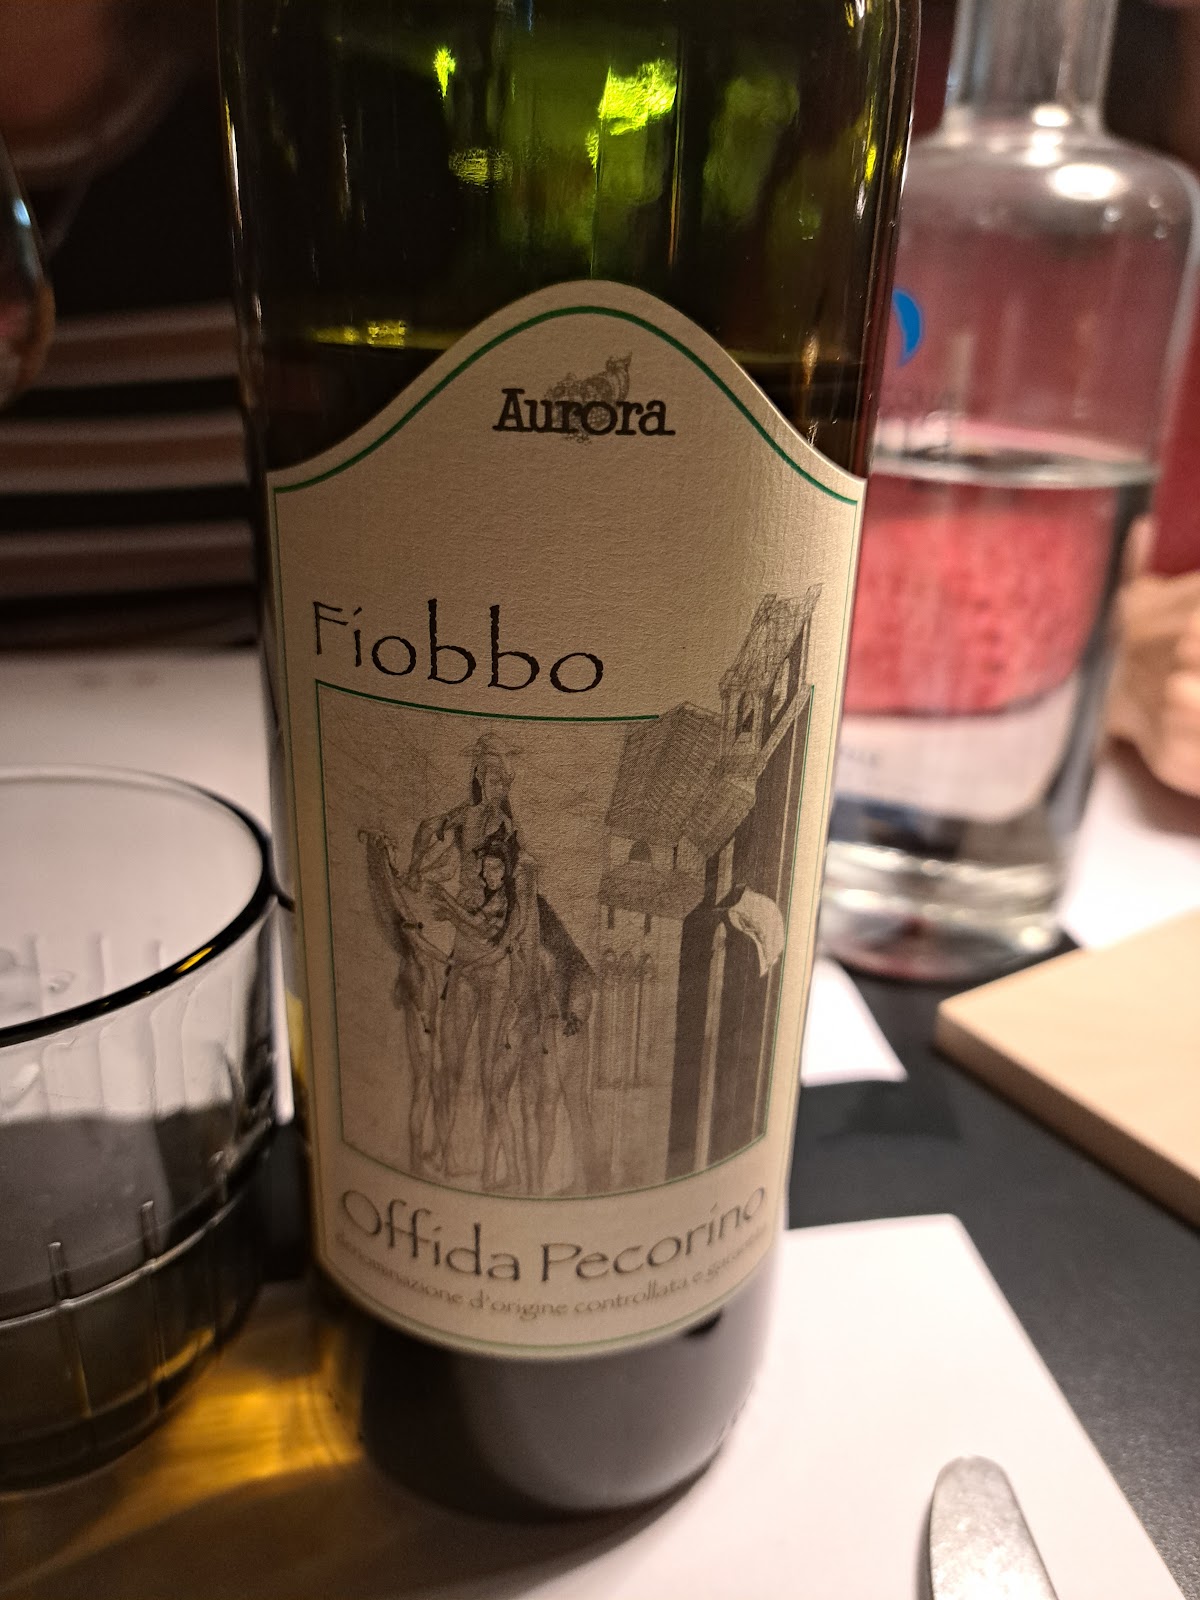 Aurora
Fiobbo
Offida Pecorino
denominazione d'origine controllata e garantita